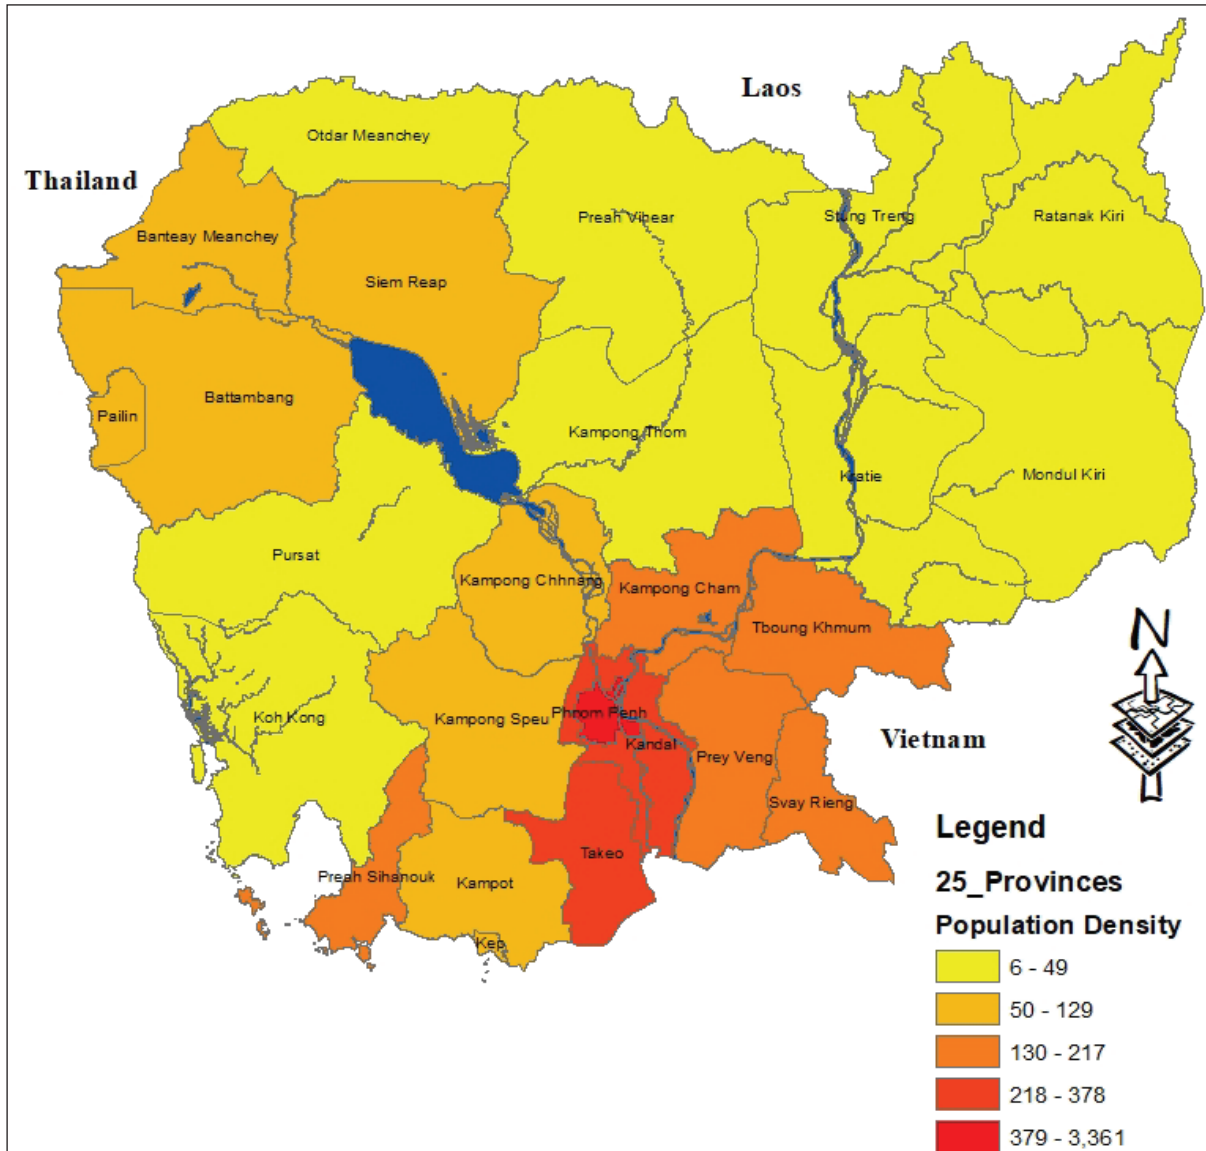 Laos
Otdar Meanchey
Thailand
Preah Vihear
Stung Treng
Ratanak Kiri
Banteay Meanchey
Siem Reap
Battambang
Pailin
Kampong Thom
Kratie
Mondul Kiri
Pursat
Kampong Chhnang
Kampong Cham
Tboung Khmum
N
Koh Kong
Kampong Speu
Phnom Penh
Kandal
Prey Veng
Vietnam
Svay Rieng
Takeo
Preah Sihanouk
Kampot
Kep
Legend
25_Provinces
Population Density
6 - 49
50 - 129
130 - 217
218 - 378
379 - 3,361